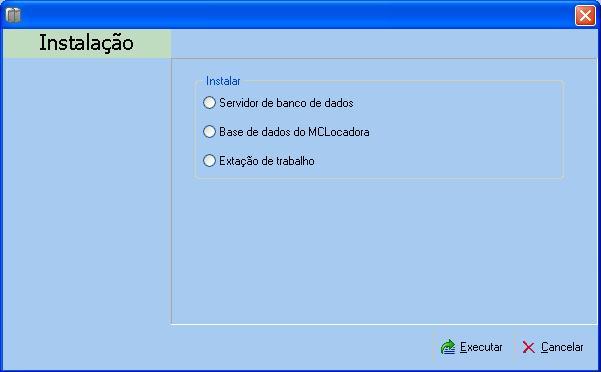 Instalação
Instalar
Servidor de banco de dados
Base de dados do MCLocadora
Extação de trabalho
Executar
Cancelar